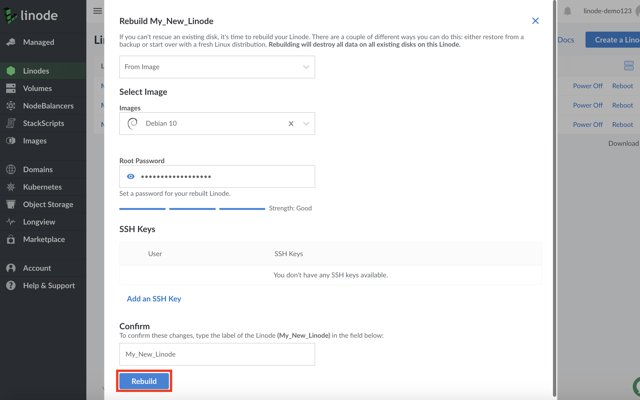 linode
Managed
Linodes
Volumes
NodeBalancers
StackScripts
Images
Domains
Kubernetes
Object Storage
Longview
Marketplace
Account
Help & Support
Rebuild My_New_Linode
If you can't rescue an existing disk, it's time to rebuild your Linode. There are a couple of different ways you can do this: either restore from a
backup or start over with a fresh Linux distribution. Rebuilding will destroy all data on all existing disks on this Linode.
From Image
Select Image
Images
Debian 10
Root Password
••••••••••••••••••
Set a password for your rebuilt Linode.
Strength: Good
SSH Keys
User SSH Keys
You don't have any SSH keys available.
Add an SSH Key
Confirm
To confirm these changes, type the label of the Linode (My_New_Linode) in the field below:
My_New_Linode
Rebuild
linode-demo123
Docs
Create a Lino
Power Off Reboot
Power Off Reboot
Power Off Reboot
Download